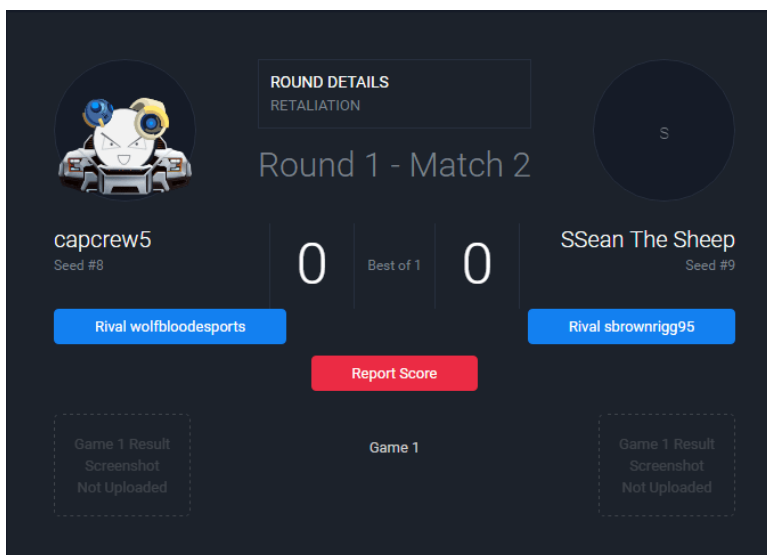 ROUND DETAILS
RETALIATION
S
Round 1 - Match 2
capcrew5
Seed #8
0
Best of 1
0
SSean The Sheep
Seed #9
Rival wolfbloodesports
Rival sbrownrigg95
Report Score
Game 1 Result
Screenshot
Not Uploaded
Game 1
Game 1 Result
Screenshot
Not Uploaded